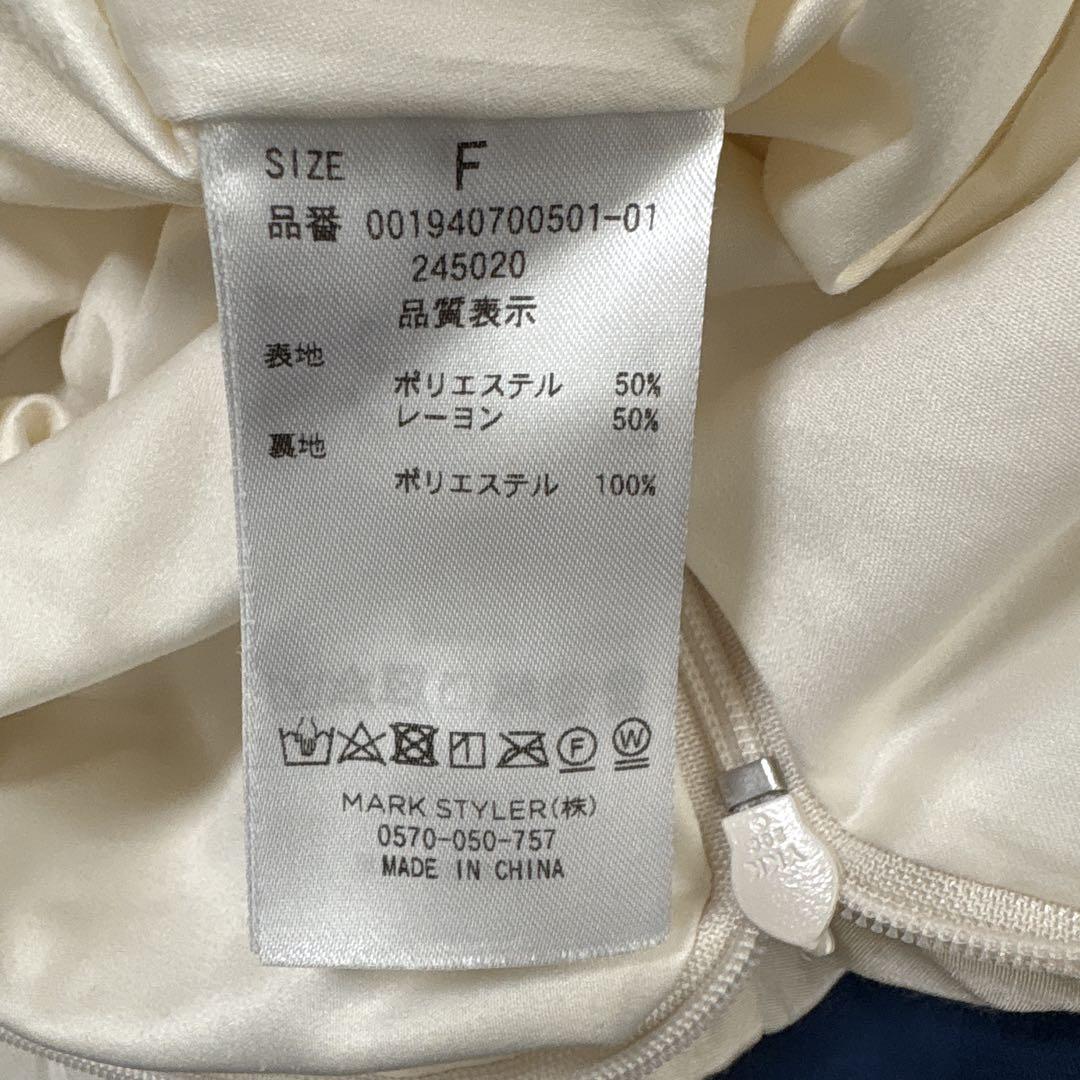 SIZE F
品番 001940700501-01
245020
品質表示
表地
ポリエステル 50%
レーヨン 50%
裏地
ポリエステル 100%
F W
MARK STYLER(株)
0570-050-757
MADE IN CHINA